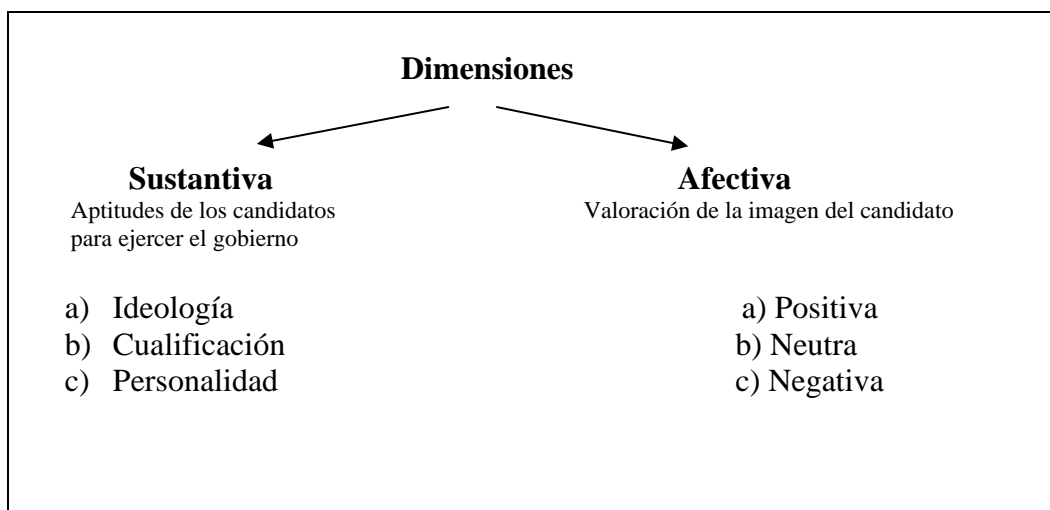 Dimensiones
Sustantiva
Aptitudes de los candidatos
para ejercer el gobierno
a) Ideología
b) Cualificación
c) Personalidad
Afectiva
Valoración de la imagen del candidato
a) Positiva
b) Neutra
c) Negativa